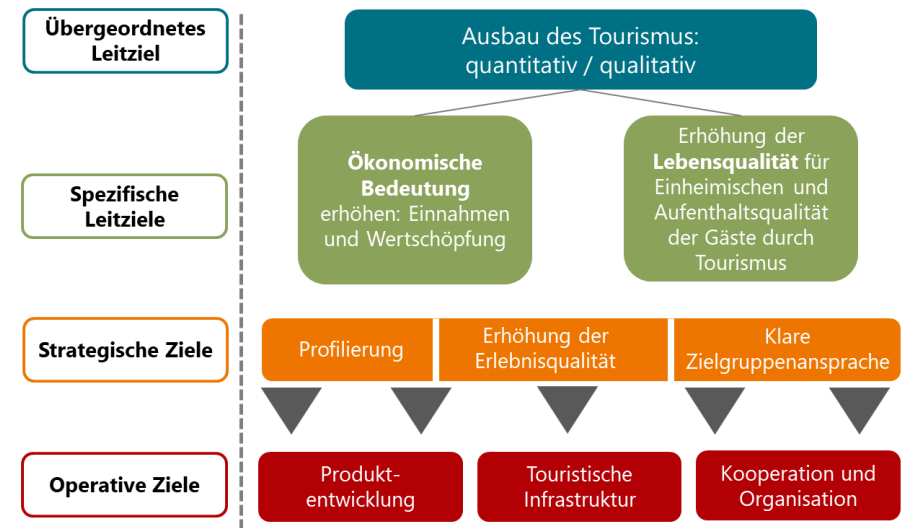 Übergeordnetes
Leitziel
Ausbau des Tourismus:
quantitativ / qualitativ
Spezifische
Leitziele
Ökonomische
Bedeutung
erhöhen: Einnahmen
und Wertschöpfung
Erhöhung der
Lebensqualität für
Einheimischen und
Aufenthaltsqualität
der Gäste durch
Tourismus
Strategische Ziele
Profilierung
Erhöhung der
Erlebnisqualität
Klare
Zielgruppenansprache
Operative Ziele
Produkt-
entwicklung
Touristische
Infrastruktur
Kooperation und
Organisation